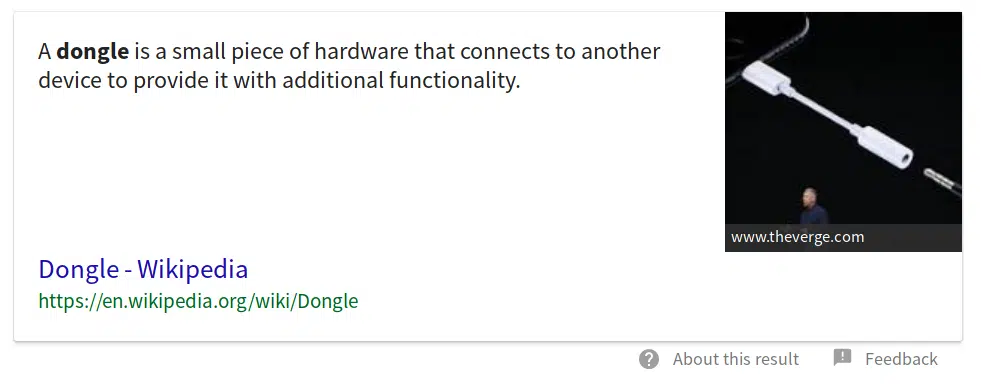 A dongle is a small piece of hardware that connects to another
device to provide it with additional functionality.
www.theverge.com
Dongle - Wikipedia
https://en.wikipedia.org/wiki/Dongle
About this result
Feedback